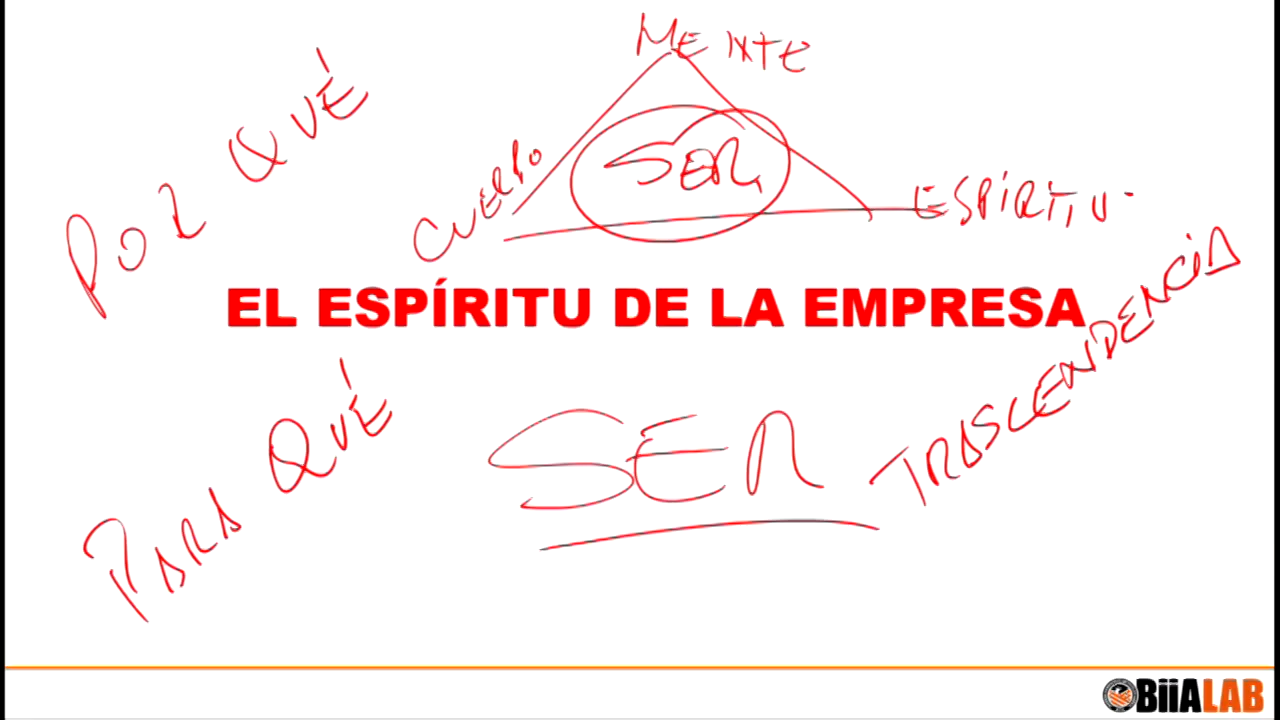 MENTE
POR QUÉ
CUERPO
SER
ESPÍRITU
EL ESPÍRITU DE LA EMPRESA
TRASCENDENCIA
PARA QUÉ
SER
BiiALAB